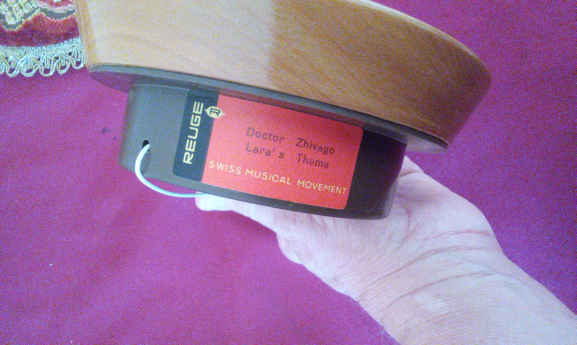 REUGE
R
Doctor Zhivago
Lara's Theme
SWISS MUSICAL MOVEMENT